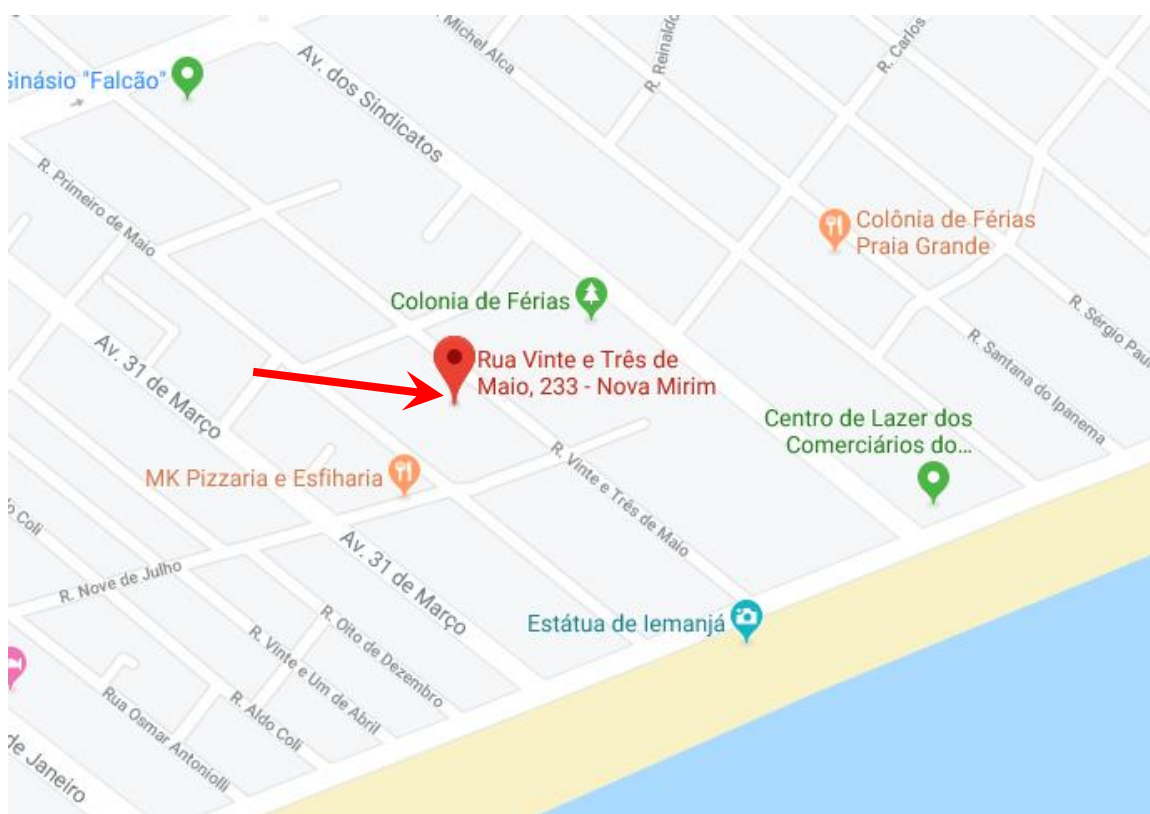 R. Michel Alca
R. Reinaldo
R. Carlos
Ginásio "Falcão"
Av. dos Sindicatos
R. Primeiro de Maio
Colônia de Férias
Praia Grande
Colonia de Férias
R. Sérgio
R. Santana do Ipanema
Av. 31 de Março
Rua Vinte e Três de
Maio, 233 - Nova Mirim
Centro de Lazer dos
Comerciários do...
MK Pizzaria e Esfiharia
R. Vinte e Três de Maio
Coli
Av. 31 de Março
R. Nove de Julho
R. Oito de Dezembro
Estátua de Iemanjá
R. Vinte e Um de Abril
R. Aldo Coli
Rua Osmar Antoniolli
de Janeiro